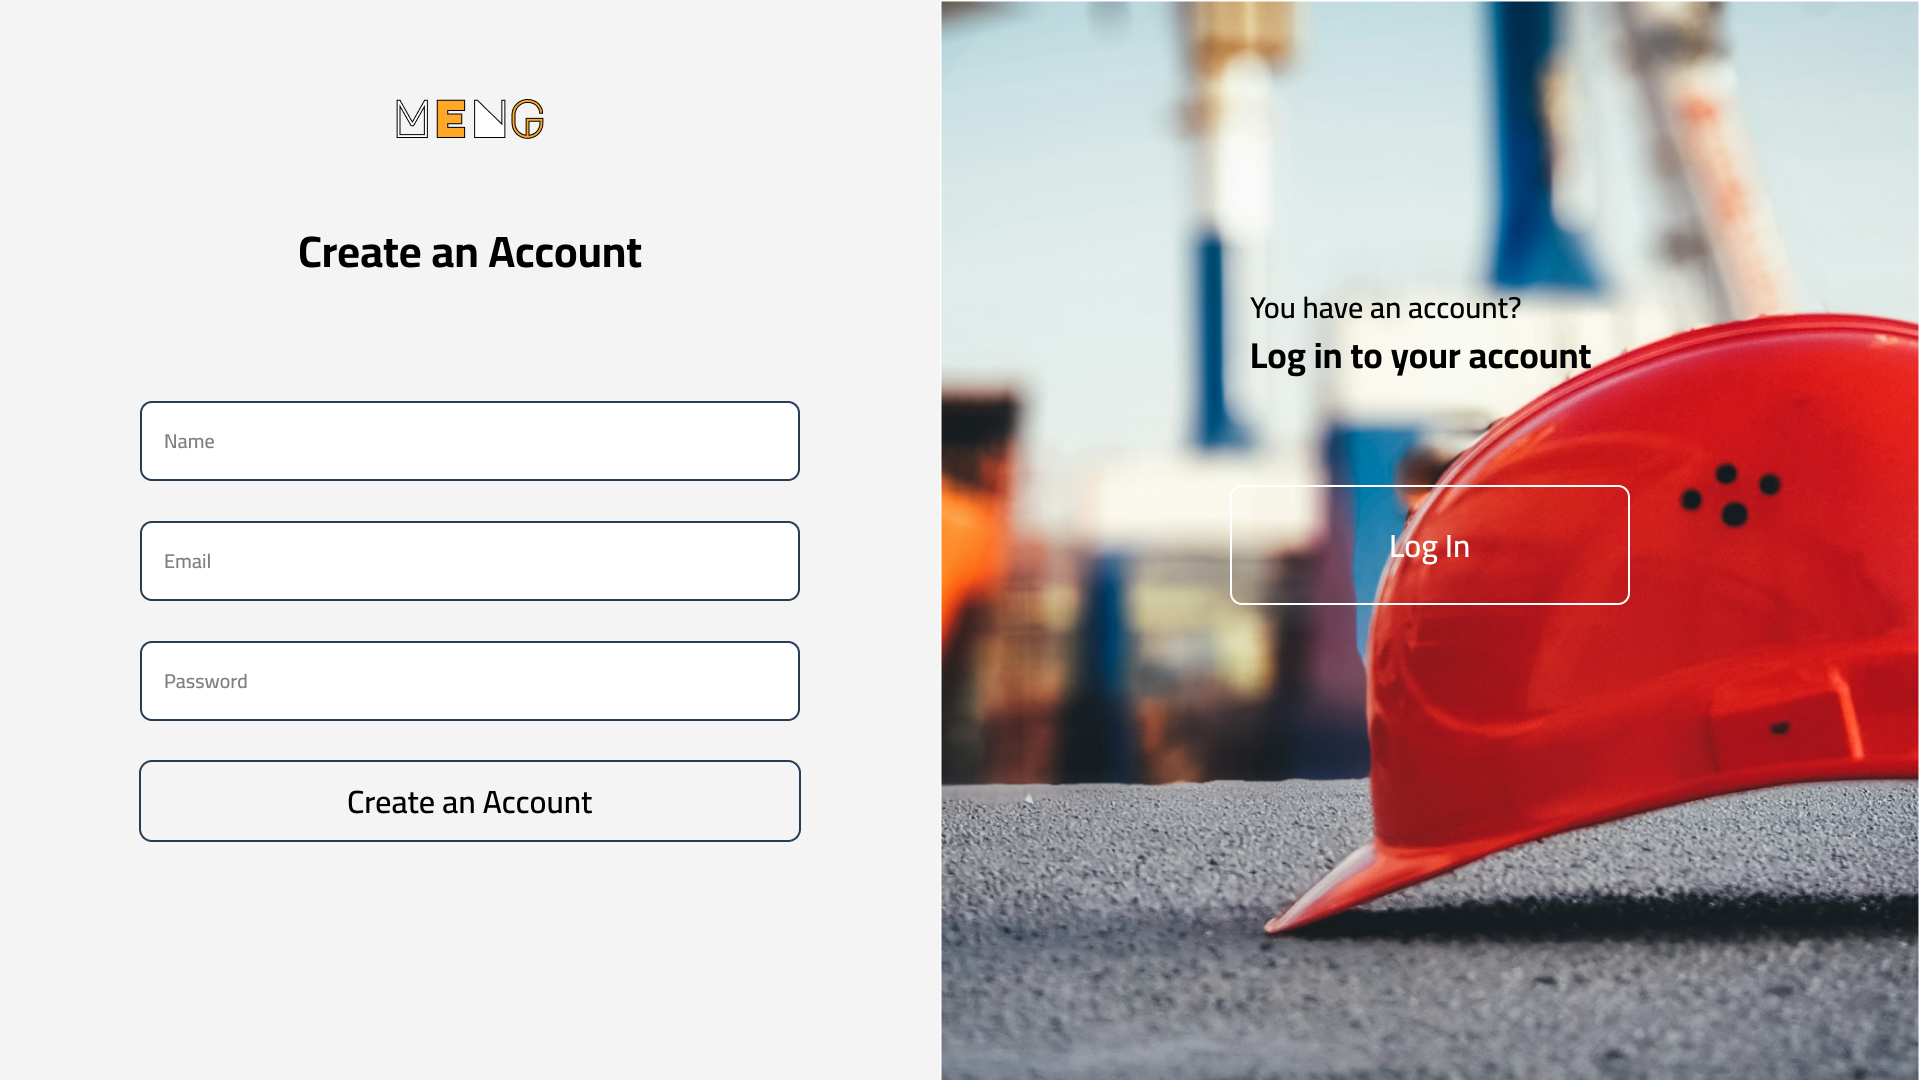 MENG
Create an Account
Name
Email
Password
Create an Account
You have an account?
Log in to your account
Log In